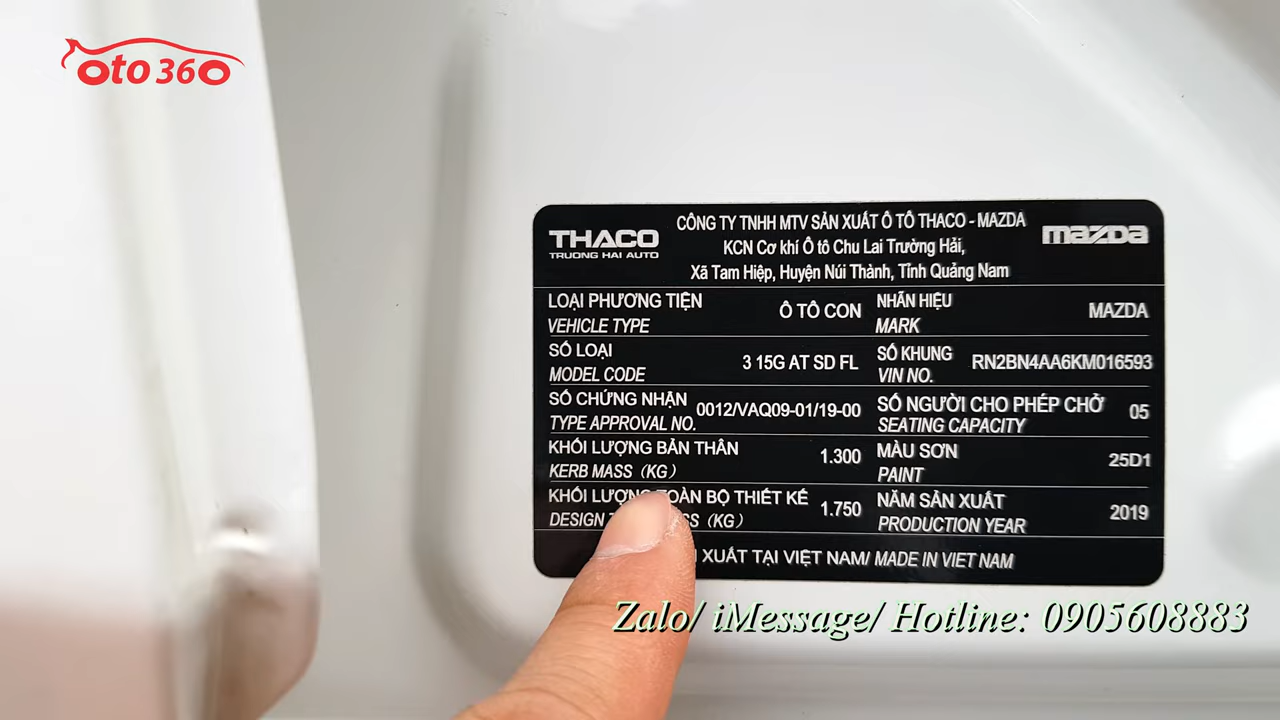 oto 360
THACO
TRUONG HAI AUTO
CÔNG TY TNHH MTV SẢN XUẤT Ô TÔ THACO - MAZDA
KCN Cơ khí Ô tô Chu Lai Trường Hải,
Xã Tam Hiệp, Huyện Núi Thành, Tỉnh Quảng Nam
mazda
LOẠI PHƯƠNG TIỆN
VEHICLE TYPE
Ô TÔ CON
NHÃN HIỆU
MARK
MAZDA
SỐ LOẠI
MODEL CODE
3 15G AT SD FL
SỐ KHUNG
VIN NO.
RN2BN4AA6KM016593
SỐ CHỨNG NHẬN
TYPE APPROVAL NO.
0012/VAQ09-01/19-00
SỐ NGƯỜI CHO PHÉP CHỞ
SEATING CAPACITY
05
KHỐI LƯỢNG BẢN THÂN
KERB MASS (KG)
1.300
MÀU SƠN
PAINT
25D1
KHỐI LƯỢNG TOÀN BỘ THIẾT KẾ
DESIGN (KG)
1.750
NĂM SẢN XUẤT
PRODUCTION YEAR
2019
XUẤT TẠI VIỆT NAM/ MADE IN VIET NAM
Zalo/ iMessage/ Hotline: 0905608883